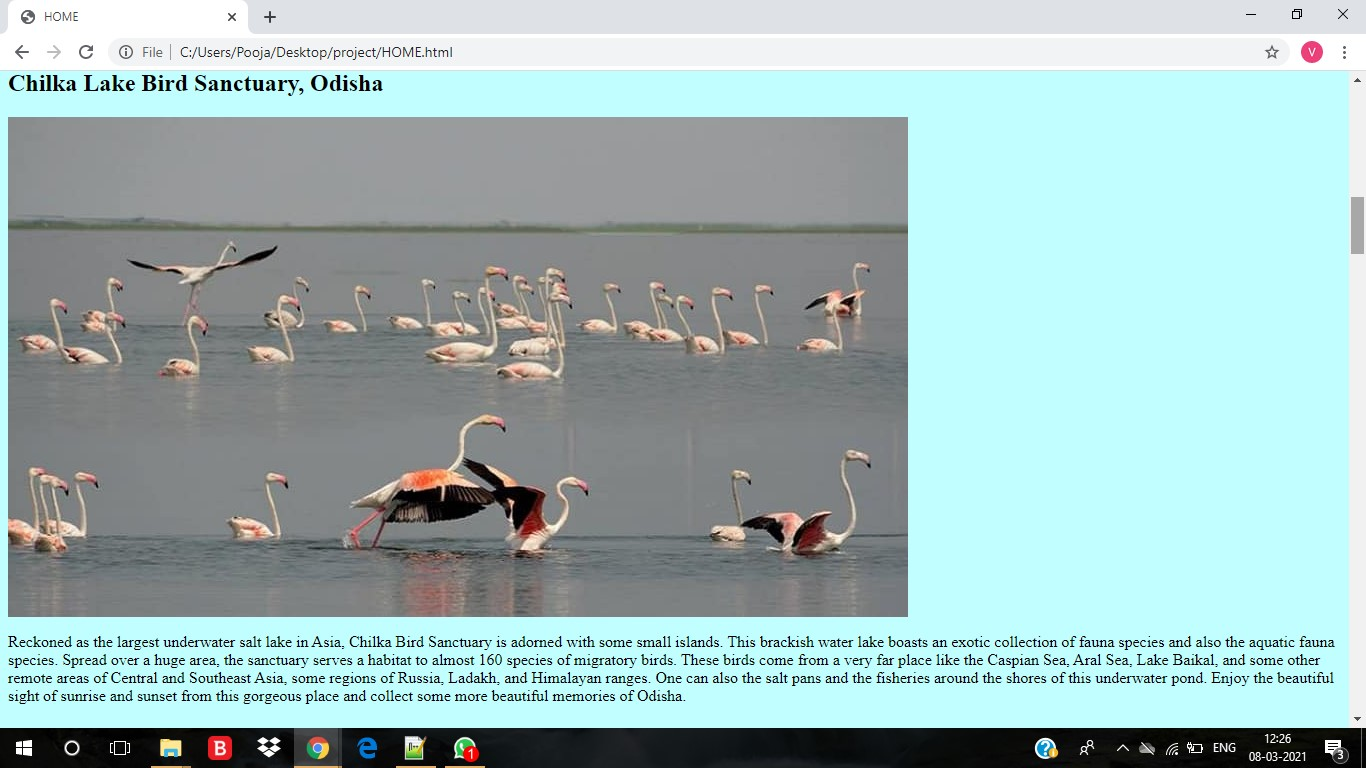 HOME
File
C:/Users/Pooja/Desktop/project/HOME.html
V
Chilka Lake Bird Sanctuary, Odisha
Reckoned as the largest underwater salt lake in Asia, Chilka Bird Sanctuary is adorned with some small islands. This brackish water lake boasts an exotic collection of fauna species and also the aquatic fauna
species. Spread over a huge area, the sanctuary serves a habitat to almost 160 species of migratory birds. These birds come from a very far place like the Caspian Sea, Aral Sea, Lake Baikal, and some other
remote areas of Central and Southeast Asia, some regions of Russia, Ladakh, and Himalayan ranges. One can also the salt pans and the fisheries around the shores of this underwater pond. Enjoy the beautiful
sight of sunrise and sunset from this gorgeous place and collect some more beautiful memories of Odisha.
B
1
ENG
12:26
08-03-2021
3